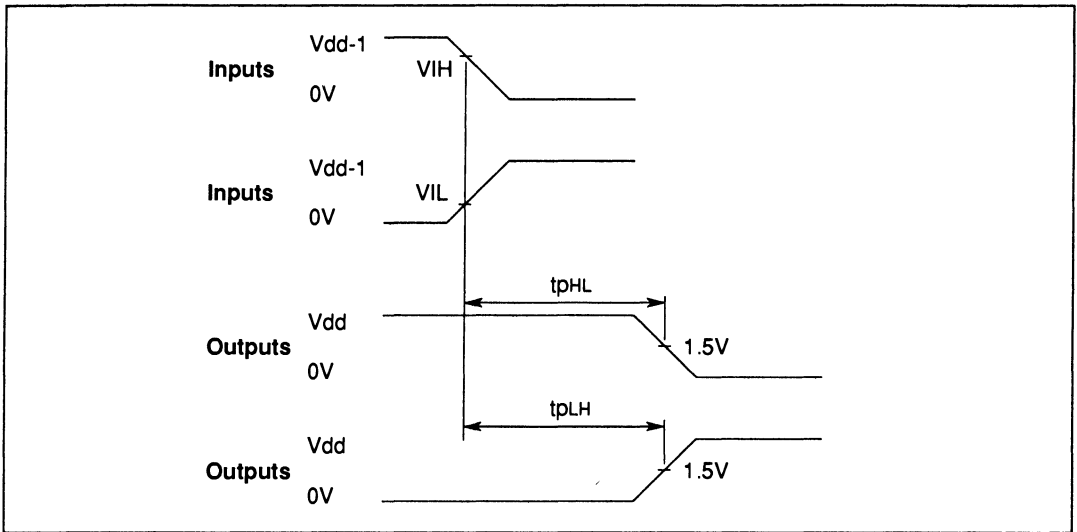 Vdd-1
Inputs
VIH
0V
Vdd-1
Inputs
VIL
0V
tpHL
Vdd
Outputs
1.5V
0V
tpLH
Vdd
Outputs
1.5V
0V